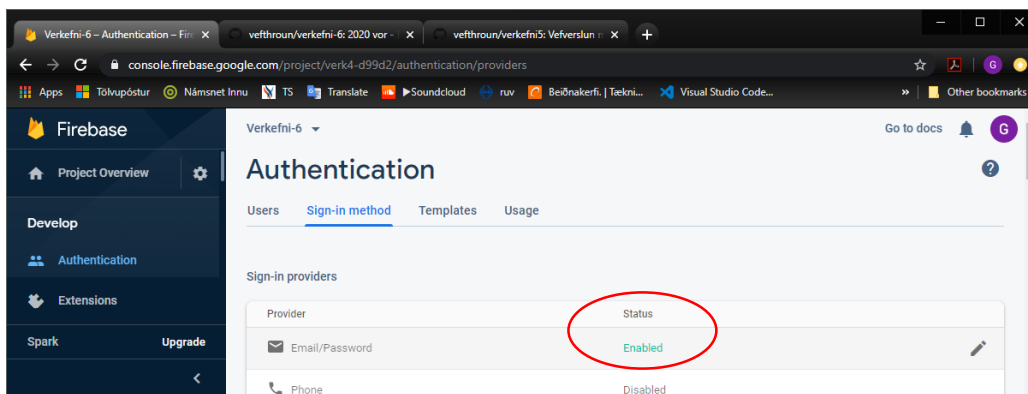 Verkefni-6 – Authentication – Fire
vefthroun/verkefni-6: 2020 vor -
vefthroun/verkefni5: Vefverslun m
console.firebase.google.com/project/verk4-d99d2/authentication/providers
G
Apps Tölvupóstur Námsnet Innu TS Translate ►Soundcloud ruv Beiðnakerfi. | Tækni... Visual Studio Code... » Other bookmarks
Firebase
Project Overview
Develop
Authentication
Extensions
Spark Upgrade
Verkefni-6
Go to docs
G
Authentication
Users Sign-in method Templates Usage
Sign-in providers
Provider Status
Email/Password Enabled
Phone Disabled